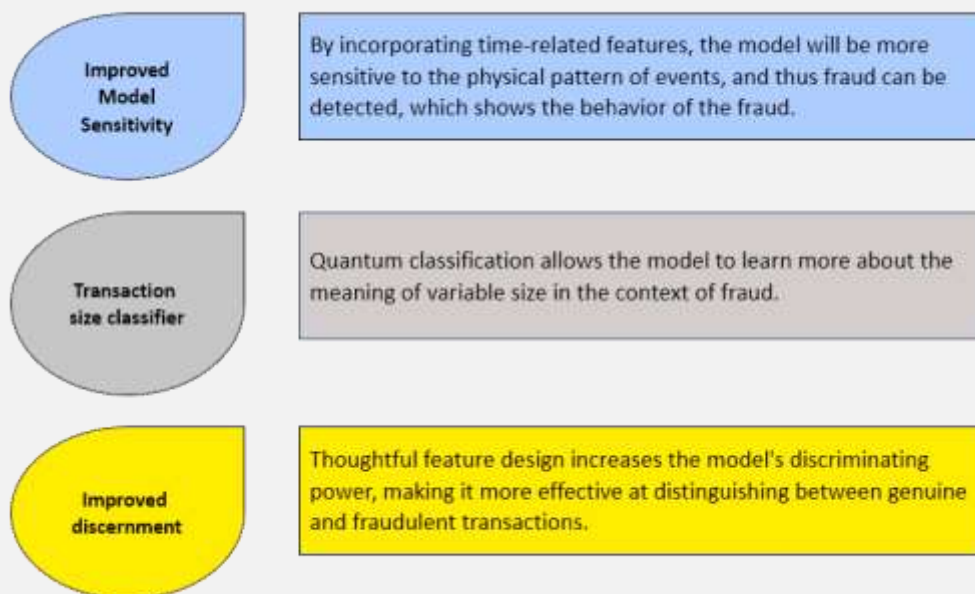 Improved
Model
Sensitivity
By incorporating time-related features, the model will be more
sensitive to the physical pattern of events, and thus fraud can be
detected, which shows the behavior of the fraud.
Transaction
size classifier
Quantum classification allows the model to learn more about the
meaning of variable size in the context of fraud.
Improved
discernment
Thoughtful feature design increases the model's discriminating
power, making it more effective at distinguishing between genuine
and fraudulent transactions.